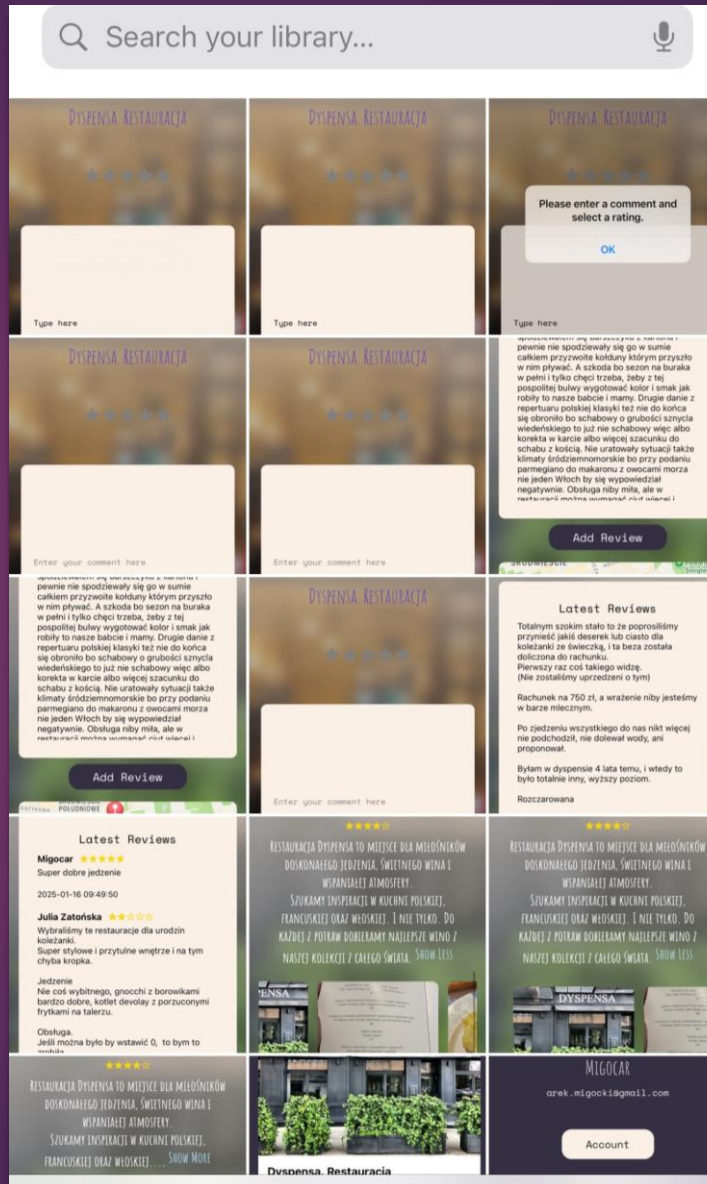 Search your library...
Dyspensa. Restauracja
Type here
Dyspensa. Restauracja
Type here
Dyspensa. Restauracja
Please enter a comment and
select a rating.
OK
Type here
Dyspensa. Restauracja
Enter your comment here
Dyspensa. Restauracja
Enter your comment here
pewnie nie spodziewały się go w sumie
całkiem przyzwoite kołduny którym przyszło
w nim pływać. A szkoda bo sezon na buraka
w pełni i tylko chęci trzeba, żeby z tej
pospolitej bulwy wygotować kolor i smak jak
robiły to nasze babcie i mamy. Drugie danie z
repertuaru polskiej klasyki też nie do końca
się obroniło bo schabowy o grubości sznycla
wiedeńskiego to już nie schabowy więc albo
korekta w karcie albo więcej szacunku do
schabu z kością. Nie uratowały sytuacji także
klimaty śródziemnomorskie bo przy podaniu
parmegiano do makaronu z owocami morza
nie jeden Włoch by się wypowiedział
negatywnie. Obsługa niby miła, ale w
restauracji można wymagać ciut więcej i
Add Review
pewnie nie spodziewały się go w sumie
całkiem przyzwoite kołduny którym przyszło
w nim pływać. A szkoda bo sezon na buraka
w pełni i tylko chęci trzeba, żeby z tej
pospolitej bulwy wygotować kolor i smak jak
robiły to nasze babcie i mamy. Drugie danie z
repertuaru polskiej klasyki też nie do końca
się obroniło bo schabowy o grubości sznycla
wiedeńskiego to już nie schabowy więc albo
korekta w karcie albo więcej szacunku do
schabu z kością. Nie uratowały sytuacji także
klimaty śródziemnomorskie bo przy podaniu
parmegiano do makaronu z owocami morza
nie jeden Włoch by się wypowiedział
negatywnie. Obsługa niby miła, ale w
restauracji można wymagać ciut więcej i
Add Review
POŁUDNIOWE
Dyspensa. Restauracja
Enter your comment here
Latest Reviews
Totalnym szokim stało to że poprosiliśmy
przynieść jakiś deserek lub ciasto dla
koleżanki ze świeczką, i ta beza została
doliczona do rachunku.
Pierwszy raz coś takiego widzę.
(Nie zostaliśmy uprzedzeni o tym)
Rachunek na 750 zł, a wrażenie niby jesteśmy
w barze mlecznym.
Po zjedzeniu wszystkiego do nas nikt więcej
nie podchodził, nie dolewał wody, ani
proponował.
Byłam w dyspensie 4 lata temu, i wtedy to
było totalnie inny, wyższy poziom.
Rozczarowana
Latest Reviews
Migocar ★★★★★
Super dobre jedzenie
2025-01-16 09:49:50
Julia Zatońska ★★☆☆☆
Wybraliśmy te restauracje dla urodzin
koleżanki.
Super stylowe i przytulne wnętrze i na tym
chyba kropka.
Jedzenie
Nie coś wybitnego, gnocchi z borowikami
bardzo dobre, kotlet devolay z porzuconymi
frytkami na talerzu.
Obsługa.
Jeśli można było by wstawić 0, to bym to
Restauracja Dyspensa to miejsce dla miłośników
doskonałego jedzenia, świetnego wina i
wspaniałej atmosfery.
Szukamy inspiracji w kuchni polskiej,
francuskiej oraz włoskiej. I nie tylko. Do
każdej z potraw dobieramy najlepsze wino z
naszej kolekcji z całego świata. Show Less
Restauracja Dyspensa to miejsce dla miłośników
doskonałego jedzenia, świetnego wina i
wspaniałej atmosfery.
Szukamy inspiracji w kuchni polskiej,
francuskiej oraz włoskiej. I nie tylko. Do
każdej z potraw dobieramy najlepsze wino z
naszej kolekcji z całego świata. Show Less
DYSPENSA
Restauracja Dyspensa to miejsce dla miłośników
doskonałego jedzenia, świetnego wina i
wspaniałej atmosfery.
Szukamy inspiracji w kuchni polskiej,
francuskiej oraz włoskiej.... Show More
Dyspensa. Restauracja
Migocar
arek.migocki@gmail.com
Account